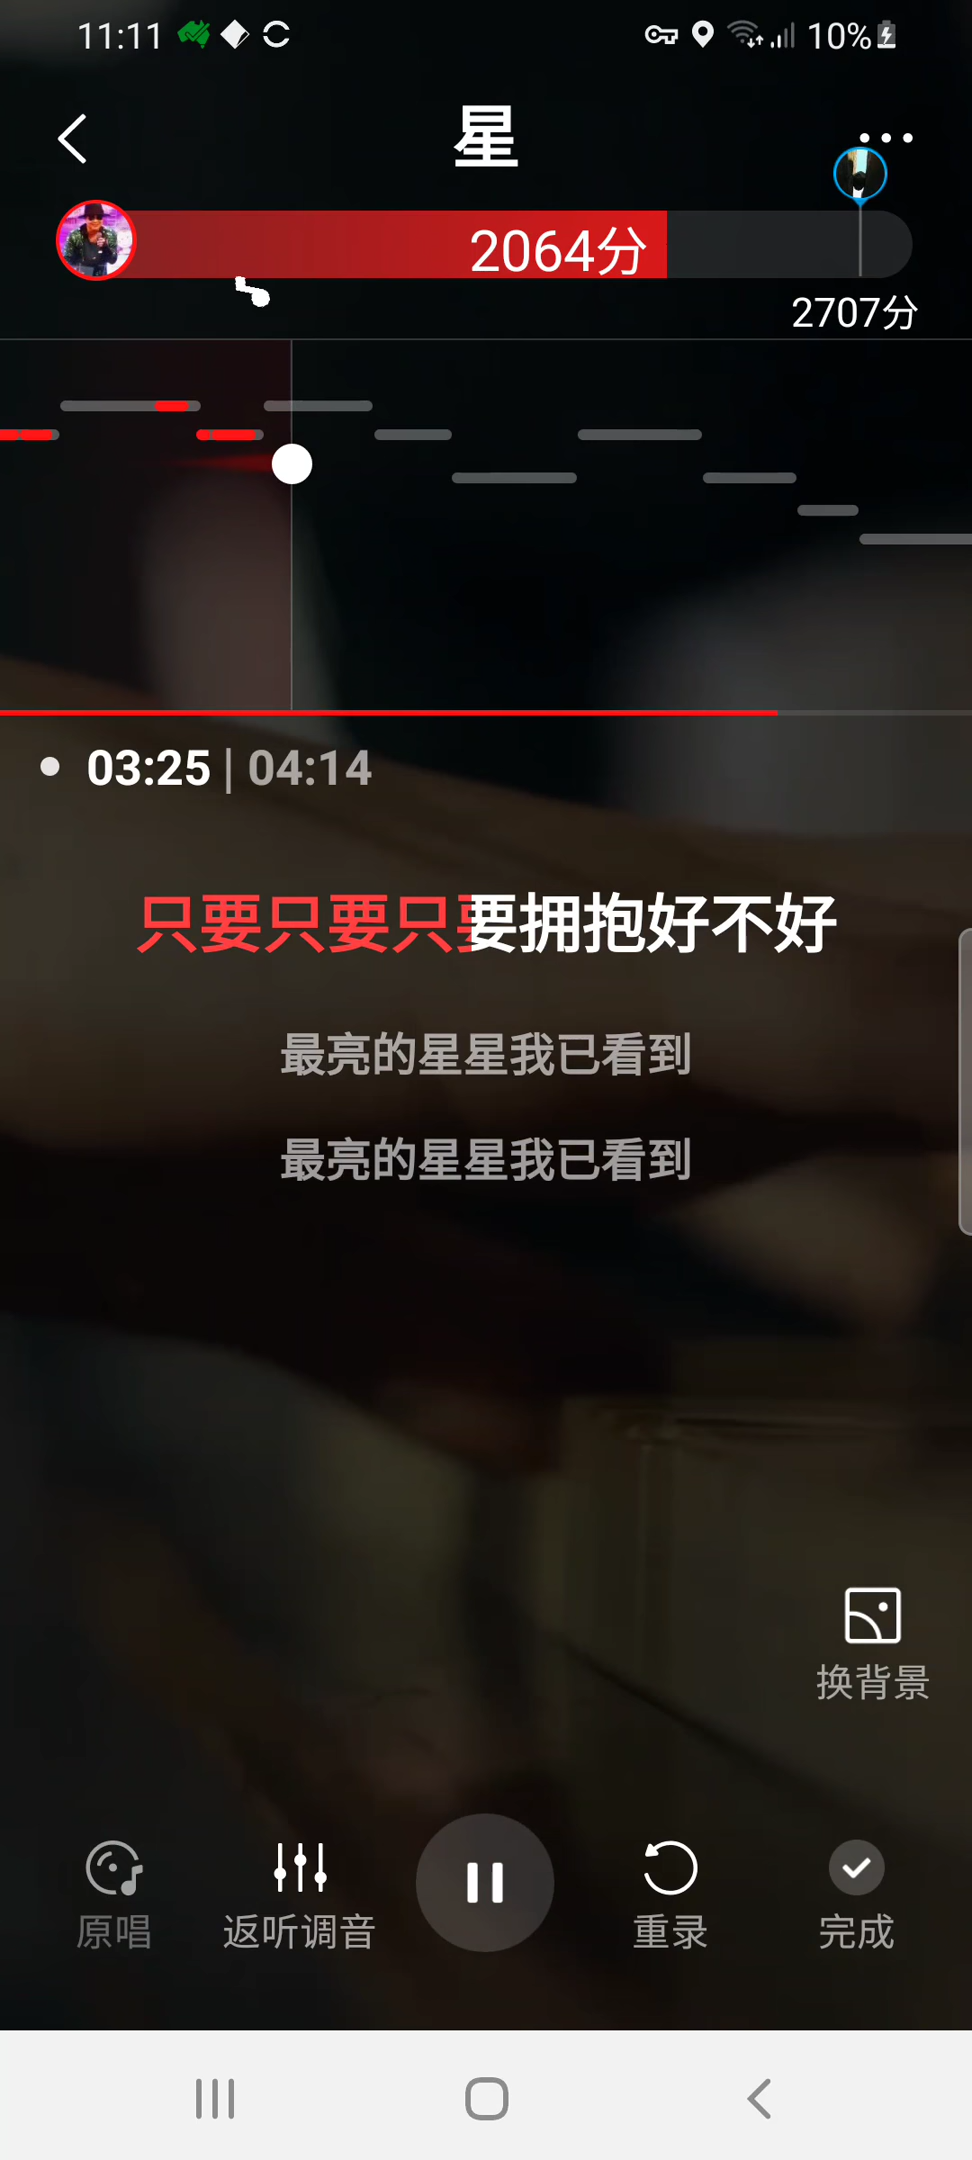 11:11 10%
星
2064分
2707分
03:25 | 04:14
只要只要只要拥抱好不好
最亮的星星我已看到
最亮的星星我已看到
换背景
原唱 返听调音 重录 完成